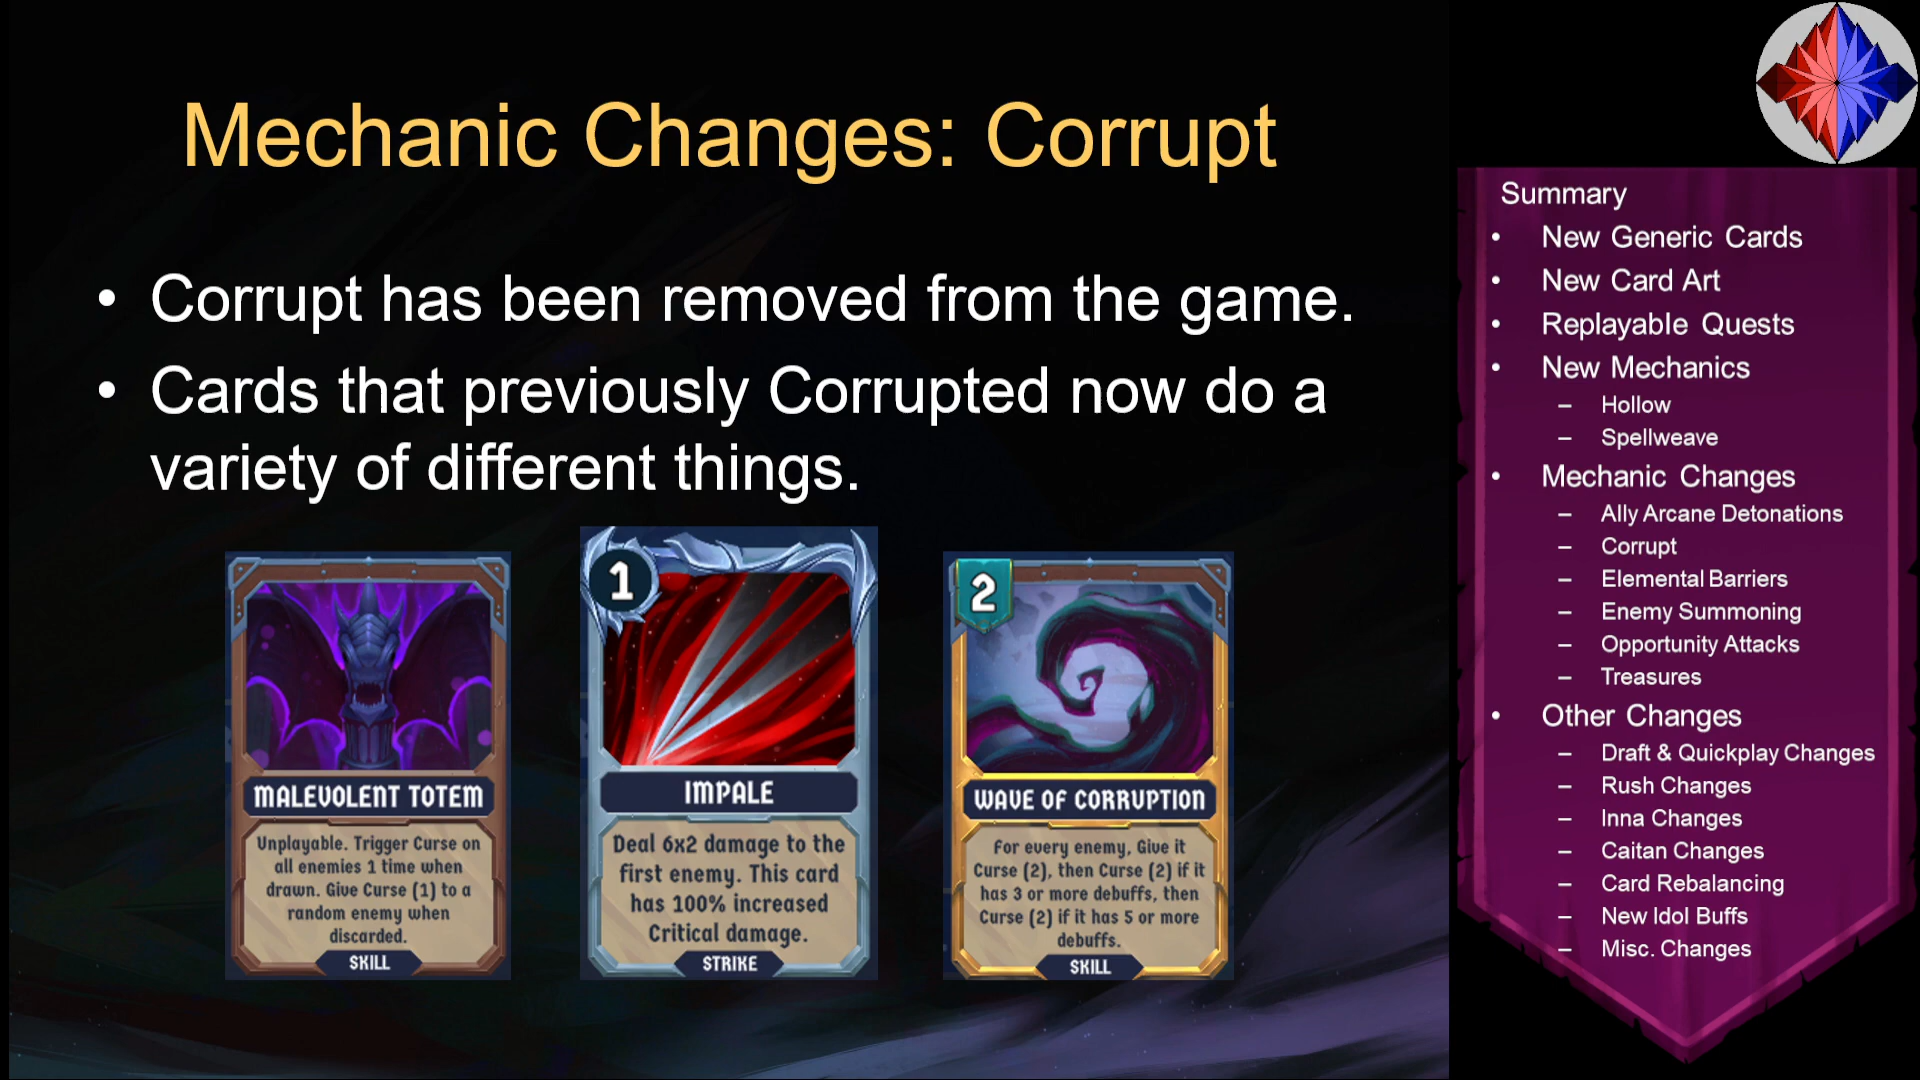 Mechanic Changes: Corrupt
• Corrupt has been removed from the game.
• Cards that previously Corrupted now do a
variety of different things.
MALEVOLENT TOTEM
Unplayable. Trigger Curse on
all enemies 1 time when
drawn. Give Curse (1) to a
random enemy when
discarded.
SKILL
1
IMPALE
Deal 6x2 damage to the
first enemy. This card
has 100% increased
Critical damage.
STRIKE
2
WAVE OF CORRUPTION
For every enemy, Give it
Curse (2), then Curse (2) if it
has 3 or more debuffs, then
Curse (2) if it has 5 or more
debuffs.
SKILL
Summary
• New Generic Cards
• New Card Art
• Replayable Quests
• New Mechanics
– Hollow
– Spellweave
• Mechanic Changes
– Ally Arcane Detonations
– Corrupt
– Elemental Barriers
– Enemy Summoning
– Opportunity Attacks
– Treasures
• Other Changes
– Draft & Quickplay Changes
– Rush Changes
– Inna Changes
– Caitan Changes
– Card Rebalancing
– New Idol Buffs
– Misc. Changes